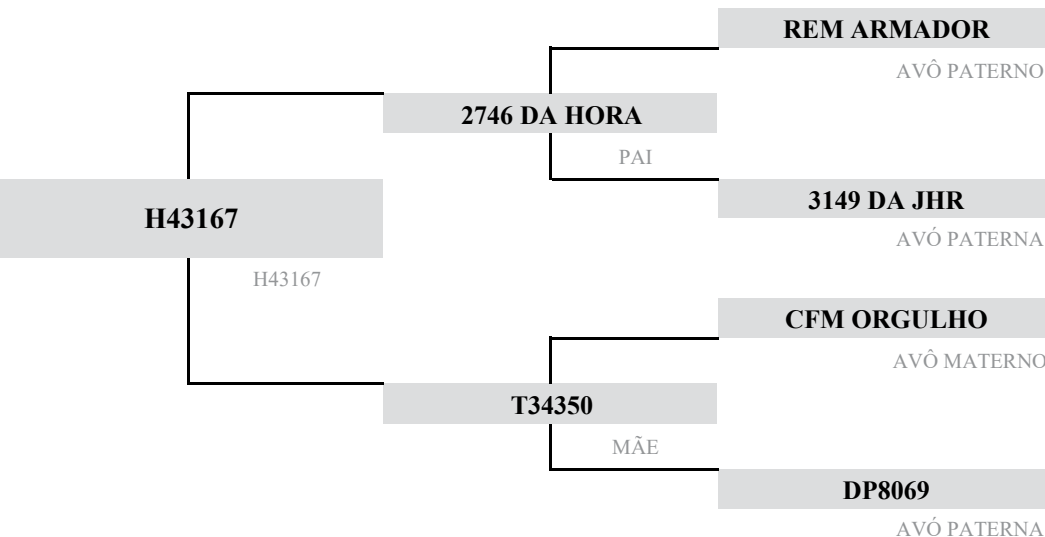 REM ARMADOR
AVÔ PATERNO
2746 DA HORA
PAI
3149 DA JHR
AVÓ PATERNA
H43167
H43167
CFM ORGULHO
AVÔ MATERNO
T34350
MÃE
DP8069
AVÓ PATERNA